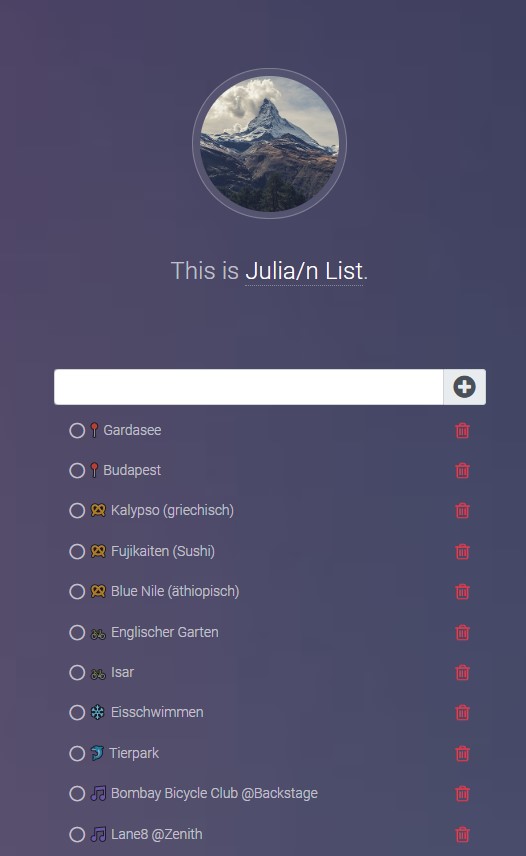 This is Julia/n List.
Gardasee
Budapest
Kalypso (griechisch)
Fujikaiten (Sushi)
Blue Nile (äthiopisch)
Englischer Garten
Isar
Eisschwimmen
Tierpark
Bombay Bicycle Club @Backstage
Lane8 @Zenith